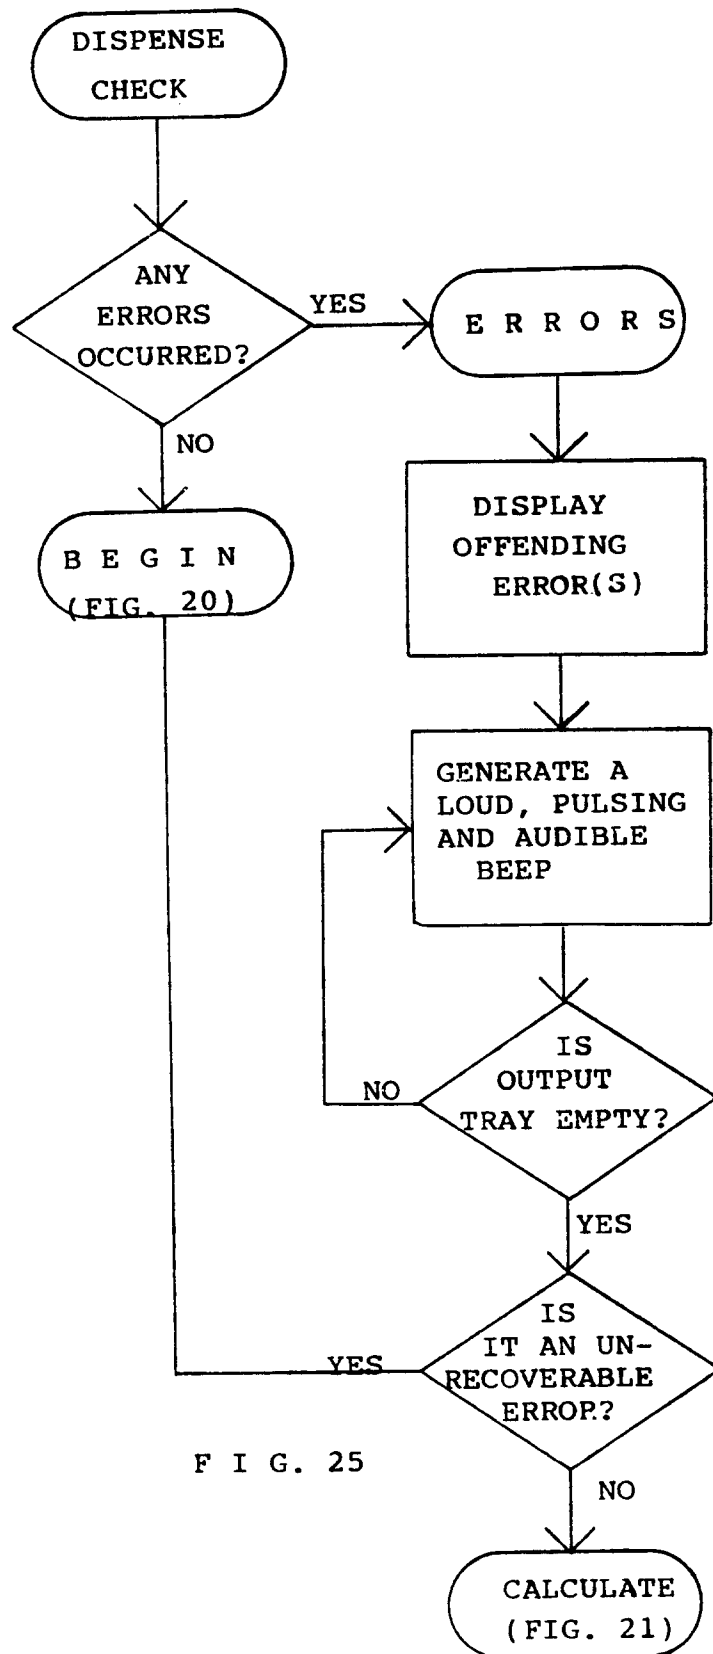 DISPENSE
CHECK
ANY
ERRORS
OCCURRED?
YES
E R R O R S
NO
B E G I N
(FIG. 20)
DISPLAY
OFFENDING
ERROR(S)
GENERATE A
LOUD, PULSING
AND AUDIBLE
BEEP
IS
OUTPUT
TRAY EMPTY?
NO
YES
IS
IT AN UN-
RECOVERABLE
ERROR?
YES
NO
F I G. 25
CALCULATE
(FIG. 21)